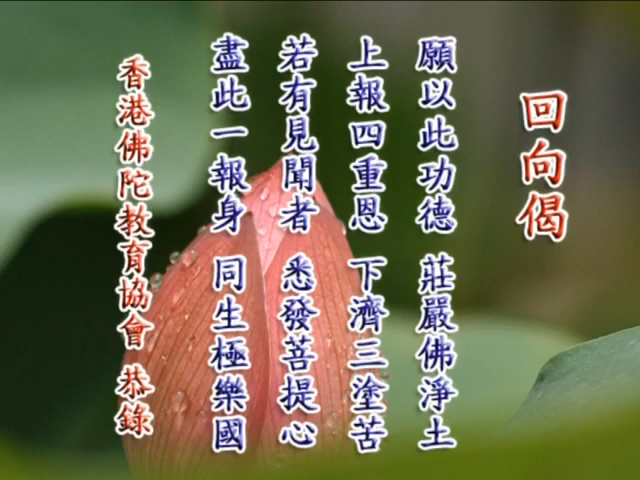 回向偈
願以此功德 莊嚴佛淨土
上報四重恩 下濟三塗苦
若有見聞者 悉發菩提心
盡此一報身 同生極樂國
香港佛陀教育協會 恭錄